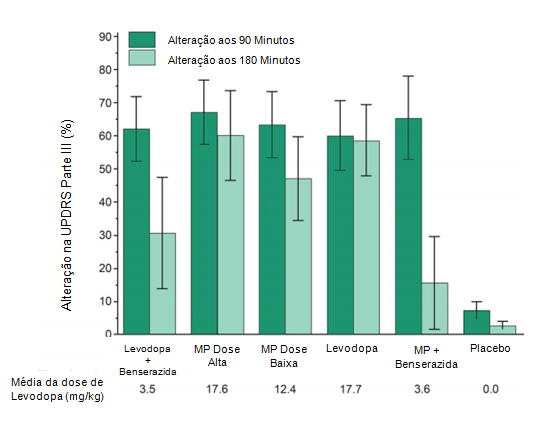 Alteração aos 90 Minutos
Alteração aos 180 Minutos
Alteração na UPDRS Parte III (%)
90
80
70
60
50
40
30
20
10
0
Levodopa
+
Benserazida
MP Dose
Alta
MP Dose
Baixa
Levodopa
MP +
Benserazida
Placebo
Média da dose de
Levodopa (mg/kg)
3.5 17.6 12.4 17.7 3.6 0.0